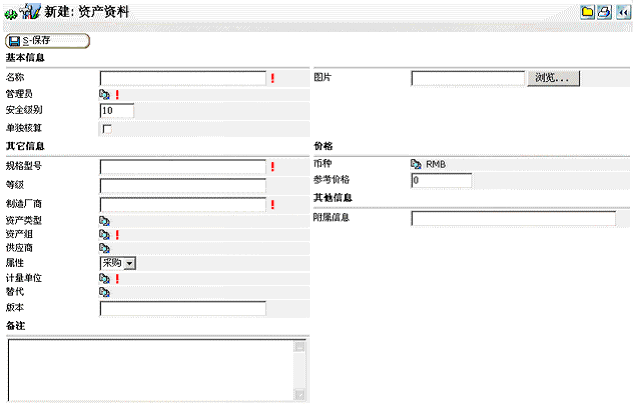 新建: 资产资料
S-保存
基本信息
名称 !
管理员 !
安全级别 10
单独核算
图片 浏览...
其它信息
规格型号 !
等级
制造厂商 !
资产类型
资产组 !
供应商
属性 采购
计量单位 !
替代
版本
价格
币种 RMB
参考价格 0
其他信息
附属信息
备注